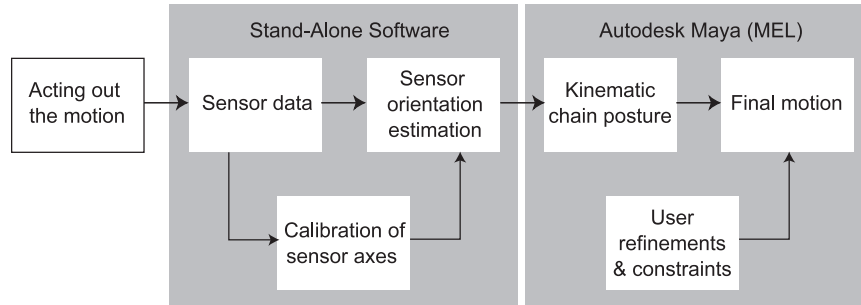 Stand-Alone Software
Autodesk Maya (MEL)
Acting out
the motion
Sensor data
Sensor
orientation
estimation
Kinematic
chain posture
Final motion
Calibration of
sensor axes
User
refinements
& constraints